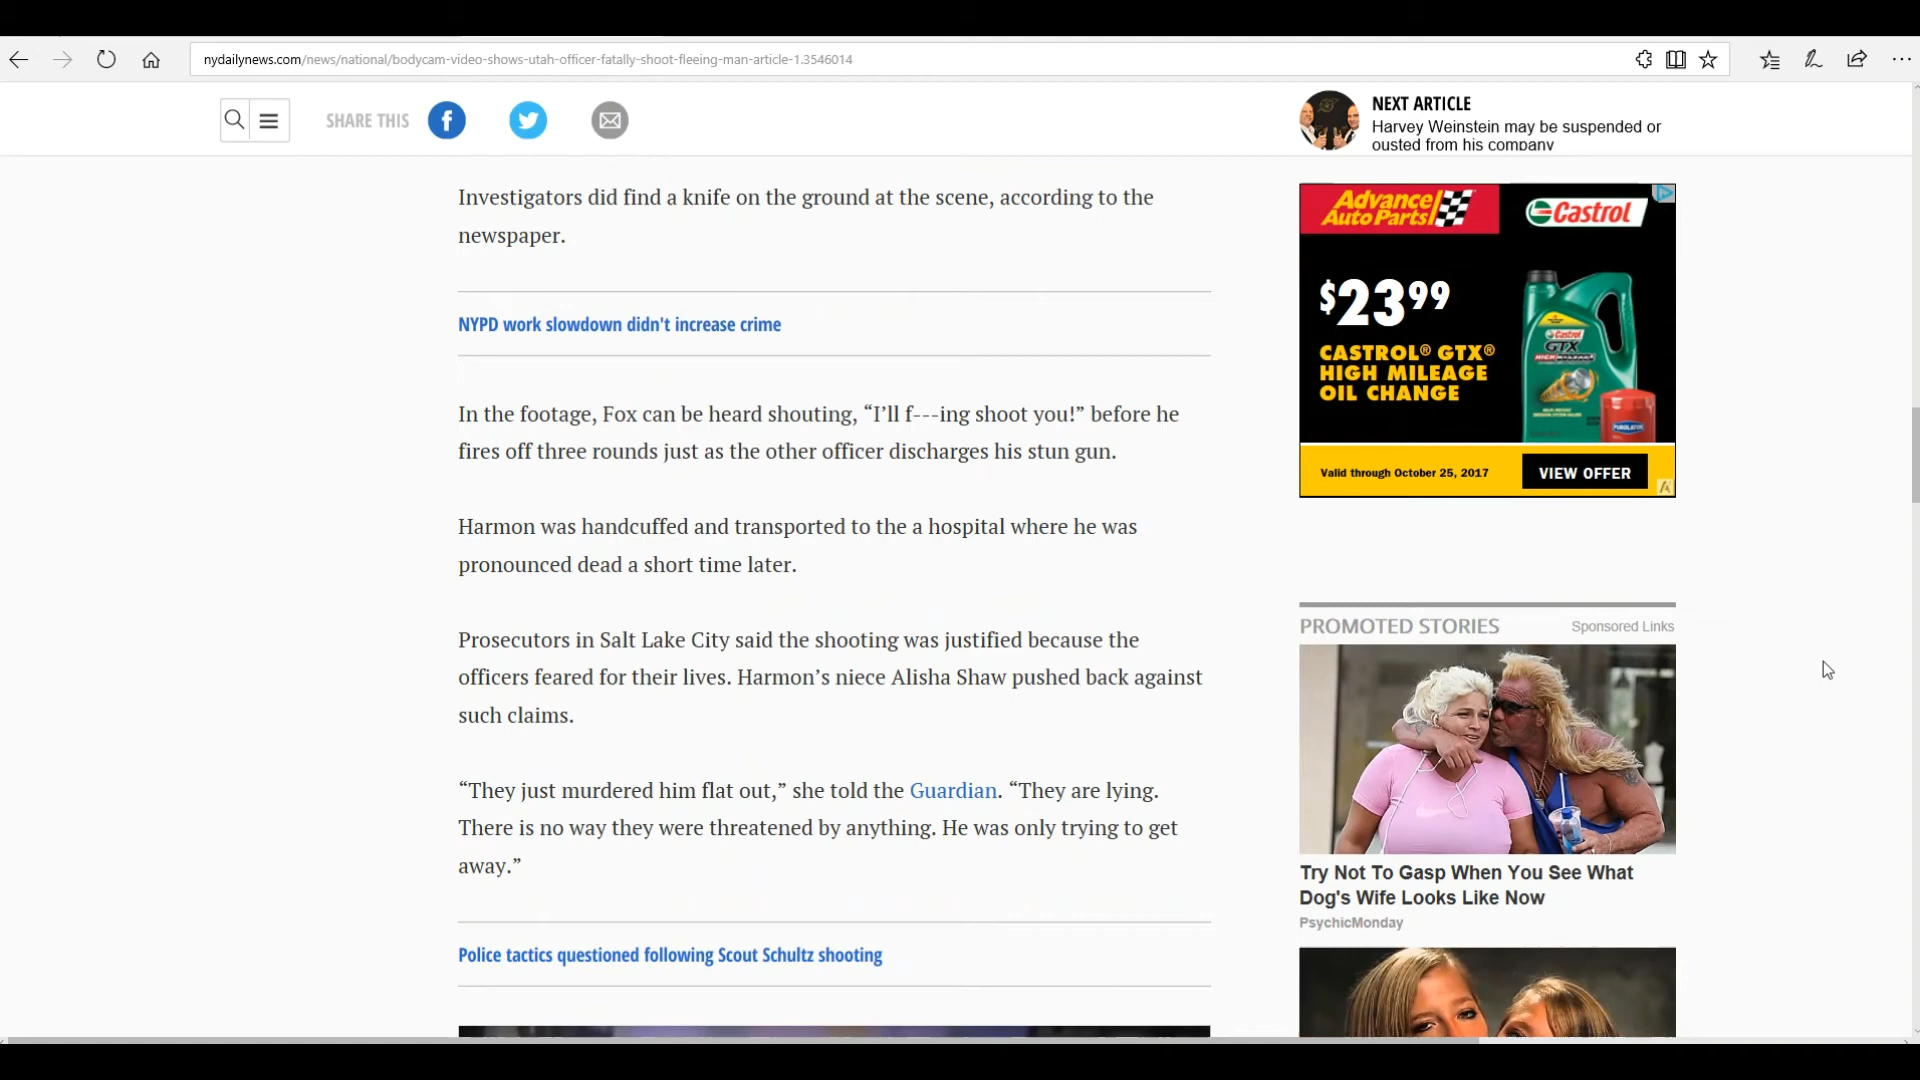 nydailynews.com/news/national/bodycam-video-shows-utah-officer-fatally-shoot-fleeing-man-article-1.3546014
SHARE THIS
NEXT ARTICLE
Harvey Weinstein may be suspended or
ousted from his company
Investigators did find a knife on the ground at the scene, according to the
newspaper.
NYPD work slowdown didn't increase crime
In the footage, Fox can be heard shouting, “I’ll f---ing shoot you!” before he
fires off three rounds just as the other officer discharges his stun gun.
Harmon was handcuffed and transported to the a hospital where he was
pronounced dead a short time later.
Prosecutors in Salt Lake City said the shooting was justified because the
officers feared for their lives. Harmon’s niece Alisha Shaw pushed back against
such claims.
“They just murdered him flat out,” she told the Guardian. “They are lying.
There is no way they were threatened by anything. He was only trying to get
away.”
Police tactics questioned following Scout Schultz shooting
Advance
Auto Parts
Castrol
$23.99
CASTROL® GTX®
HIGH MILEAGE
OIL CHANGE
Castrol
GTX
HIGH MILEAGE
PUROLATOR
Valid through October 25, 2017
VIEW OFFER
PROMOTED STORIES
Sponsored Links
Try Not To Gasp When You See What
Dog's Wife Looks Like Now
PsychicMonday